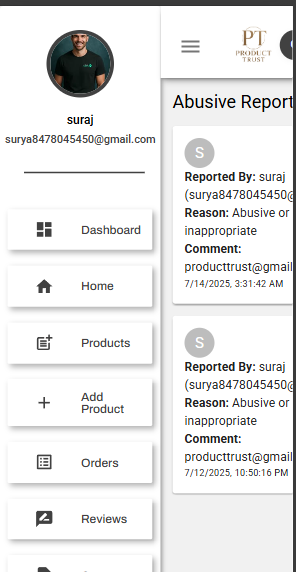 suraj
surya8478045450@gmail.com
Dashboard
Home
Products
Add
Product
Orders
Reviews
PT
PRODUCT
TRUST
Abusive Report
S
Reported By: suraj
(surya8478045450@
Reason: Abusive or
inappropriate
Comment:
producttrust@gmail
7/14/2025, 3:31:42 AM
S
Reported By: suraj
(surya8478045450@
Reason: Abusive or
inappropriate
Comment:
producttrust@gmail
7/12/2025, 10:50:16 PM